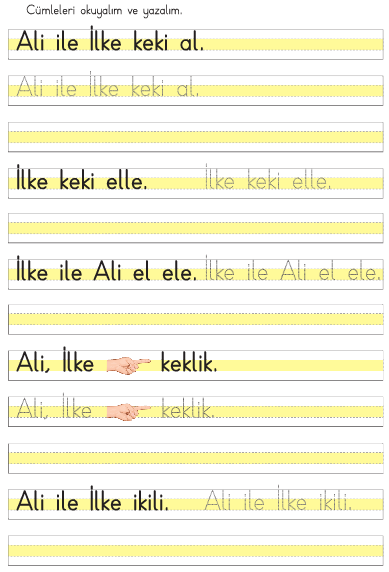 Cümleleri okuyalım ve yazalım.
Ali ile İlke keki al.
Ali ile İlke keki al.
İlke keki elle. İlke keki elle.
İlke ile Ali el ele. İlke ile Ali el ele.
Ali, İlke keklik.
Ali, İlke keklik.
Ali ile İlke ikili. Ali ile İlke ikili.